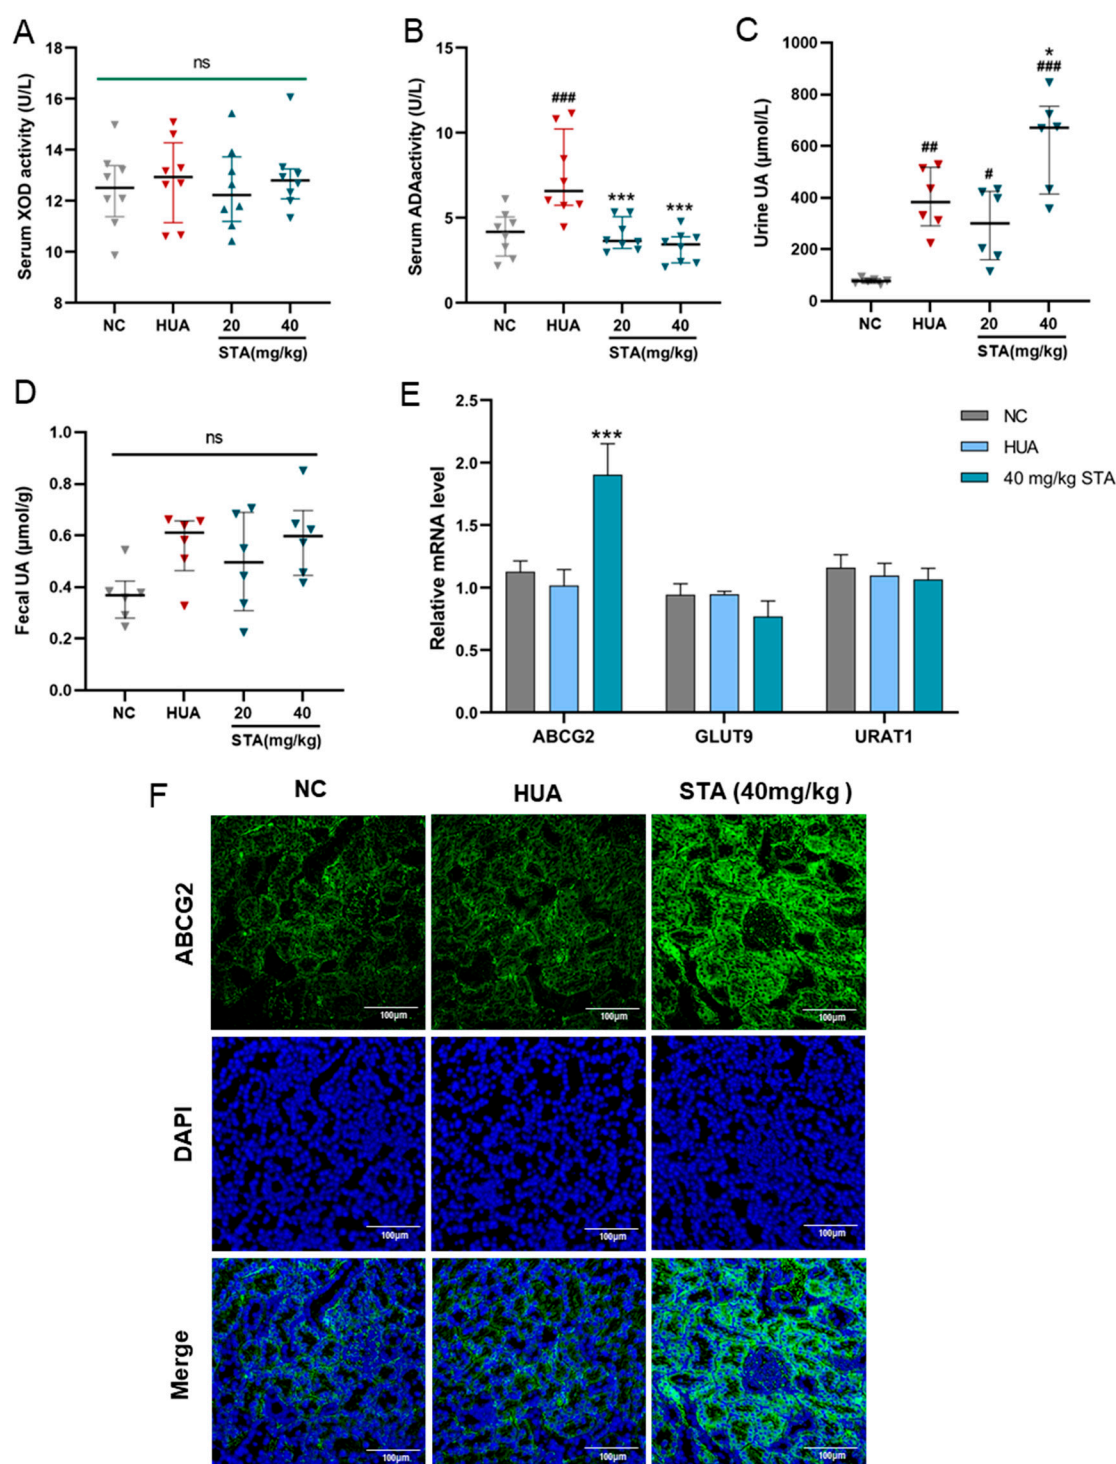 A
Serum XOD activity (U/L)
18
16
14
12
10
8
ns
NC
HUA
20
40
STA(mg/kg)
B
Serum ADAactivity (U/L)
15
10
5
0
###
***
***
NC
HUA
20
40
STA(mg/kg)
C
Urine UA (μmol/L)
1000
800
600
400
200
0
##
#
*
###
NC
HUA
20
40
STA(mg/kg)
D
Fecal UA (μmol/g)
1.0
0.8
0.6
0.4
0.2
0.0
ns
NC
HUA
20
40
STA(mg/kg)
E
Relative mRNA level
2.5
2.0
1.5
1.0
0.5
0.0
***
ABCG2
GLUT9
URAT1
NC
HUA
40 mg/kg STA
F
NC
HUA
STA (40mg/kg)
ABCG2
100μm
100μm
100μm
DAPI
100μm
100μm
100μm
Merge
100μm
100μm
100μm